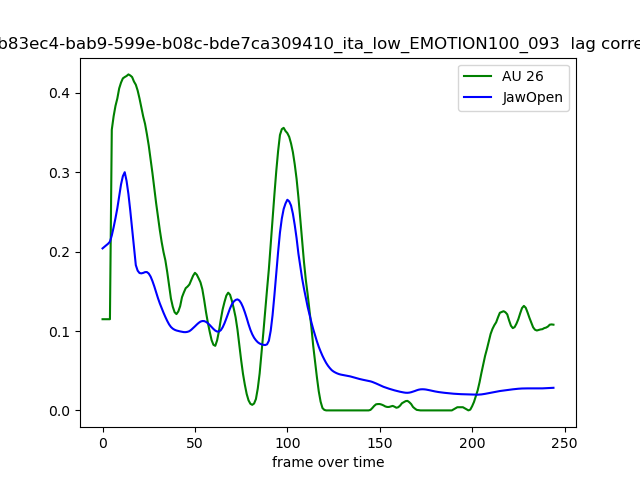 b83ec4-bab9-599e-b08c-bde7ca309410_ita_low_EMOTION100_093 lag corre
AU 26
JawOpen
0.4
0.3
0.2
0.1
0.0
0 50 100 150 200 250
frame over time